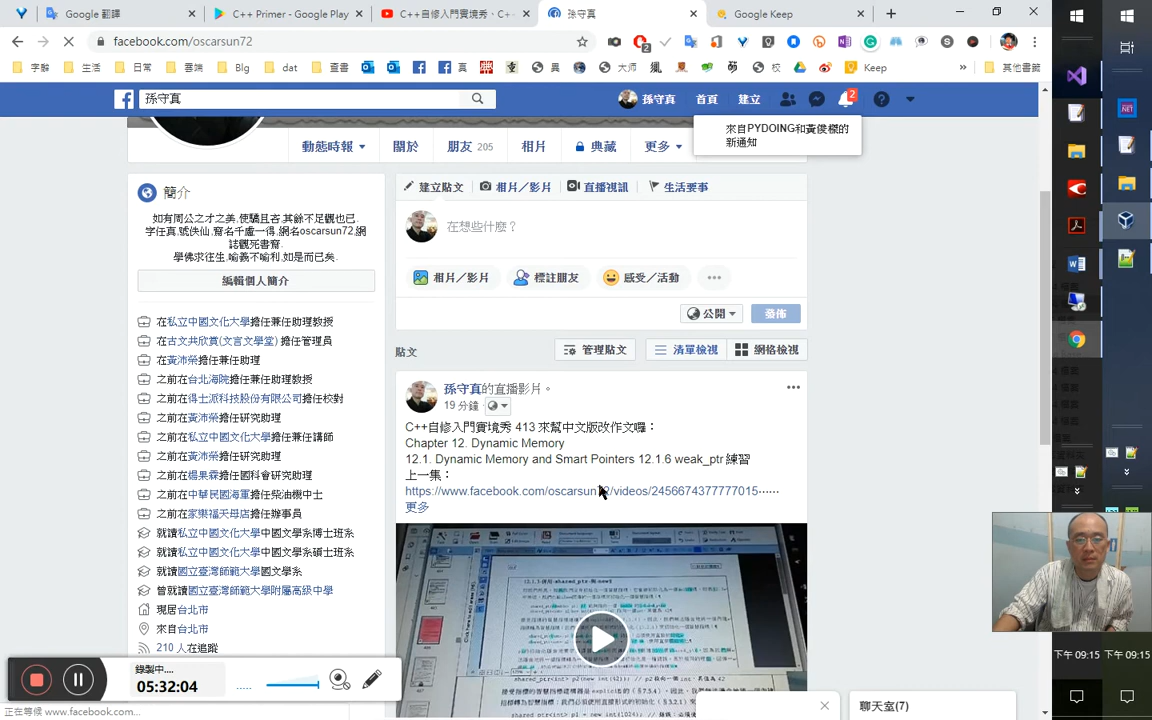 Google 翻譯
C++ Primer - Google Play
C++自修入門實境秀、C+
孫守真
Google Keep
facebook.com/oscarsun72
字辭
生活
日常
雲端
Blg
dat
查書
真
異
大师
校
Keep
其他書籤
孫守真
孫守真
首頁
建立
2
來自PYDOING和黃俊樑的
新通知
動態時報
關於
朋友 205
相片
典藏
更多
簡介
如有周公之才之美,使驕且吝,其餘不足觀也已.
字任真,號佚仙,齋名千慮一得,網名oscarsun72,網
誌觀死書齋.
學佛求往生,喻義不喻利,如是而已矣.
編輯個人簡介
在私立中國文化大學擔任兼任助理教授
在古文共欣賞(文言文學堂) 擔任管理員
在黃沛榮擔任兼任助理
之前在台北海院擔任兼任教授
之前在得士派科技股份有限公司擔任校對
之前在黃沛榮擔任研究助理
之前在私立中國文化大學擔任兼任講師
之前在黃沛榮擔任研究助理
之前在楊果霖擔任國科會研究助理
之前在中華民國海軍擔任柴油機中士
之前在家樂福天母店擔任辦事員
就讀私立中國文化大學中國文學系博士班系
就讀私立中國文化大學中國文學系碩士班系
就讀國立臺灣師範大學國文學系
曾就讀國立臺灣師範大學附屬高級中學
現居台北市
來自台北市
210 人在追蹤
建立貼文
相片／影片
直播視訊
生活要事
在想些什麼？
相片／影片
標註朋友
感受／活動
公開
發佈
貼文
管理貼文
清單檢視
網格檢視
孫守真的直播影片。
19 分鐘
C++自修入門實境秀 413 來幫中文版改作文囉：
Chapter 12. Dynamic Memory
12.1. Dynamic Memory and Smart Pointers 12.1.6 weak_ptr 練習
上一集：
https://www.facebook.com/oscarsun72/videos/2456674377777015······
更多
錄製中....
05:32:04
正在等候 www.facebook.com...
聊天室(7)
下午 09:15
下午 09:15